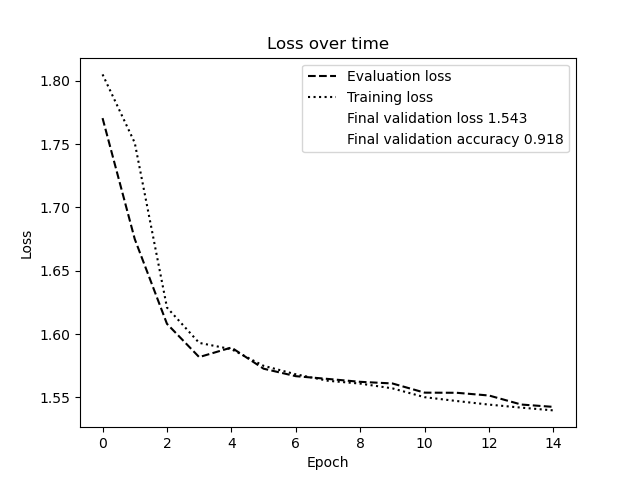 Loss over time
Evaluation loss
Training loss
Final validation loss 1.543
Final validation accuracy 0.918
1.80
1.75
1.70
1.65
1.60
1.55
Loss
0 2 4 6 8 10 12 14
Epoch